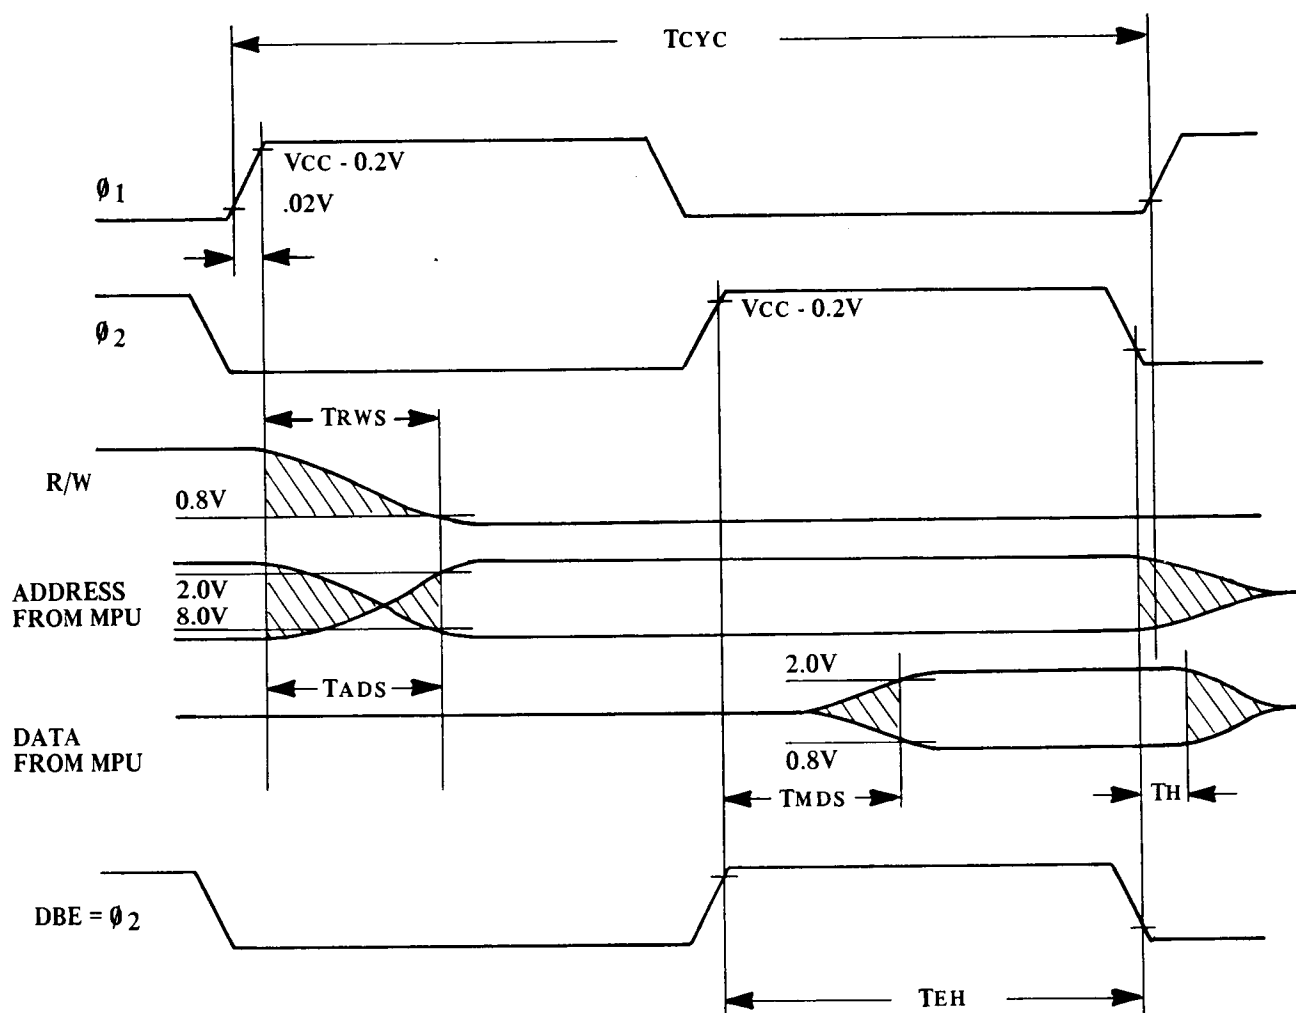 TCYC
VCC - 0.2V
Ø1
.02V
VCC - 0.2V
Ø2
TRWS
R/W
0.8V
ADDRESS
FROM MPU
2.0V
8.0V
2.0V
TADS
DATA
FROM MPU
0.8V
TMDS
TH
DBE = Ø2
TEH